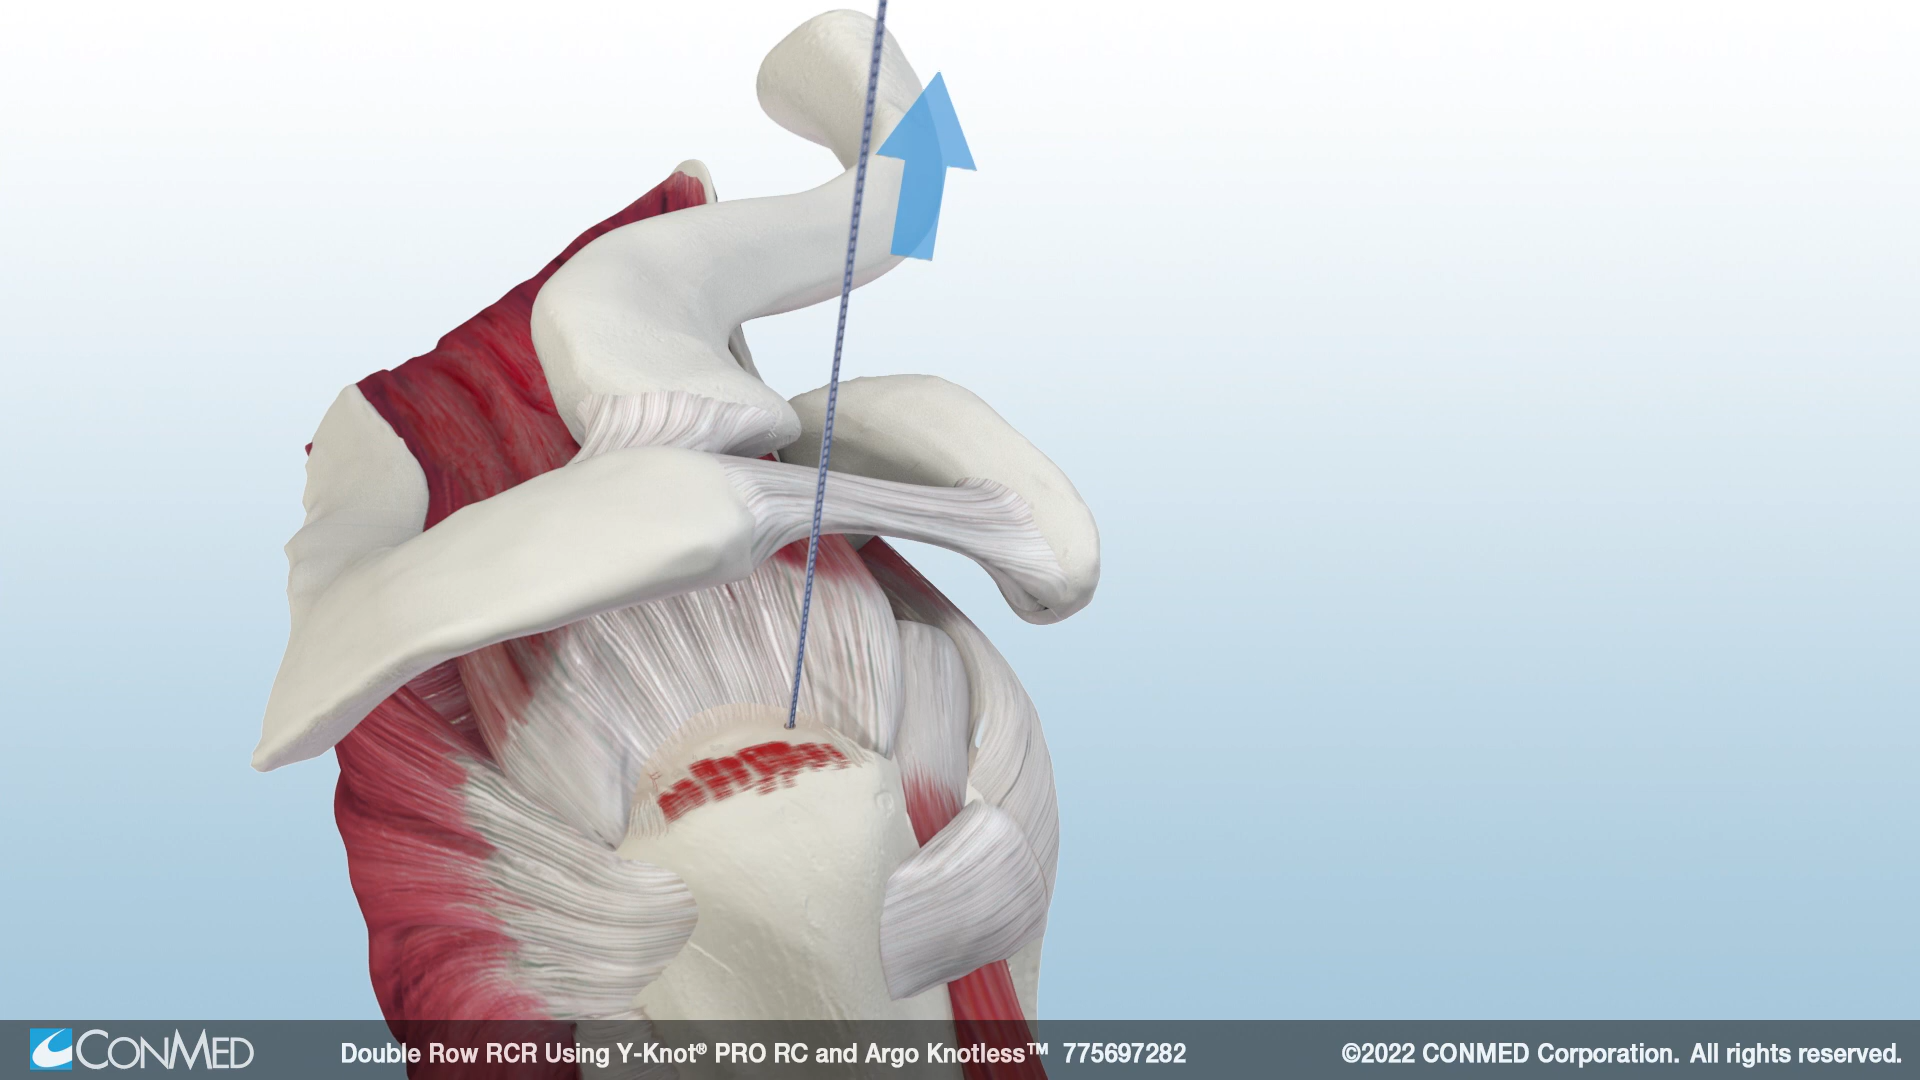 CONMED
Double Row RCR Using Y-Knot® PRO RC and Argo Knotless™ 775697282
©2022 CONMED Corporation. All rights reserved.